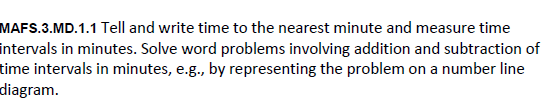 MAFS.3.MD.1.1 Tell and write time to the nearest minute and measure time
intervals in minutes. Solve word problems involving addition and subtraction of
time intervals in minutes, e.g., by representing the problem on a number line
diagram.